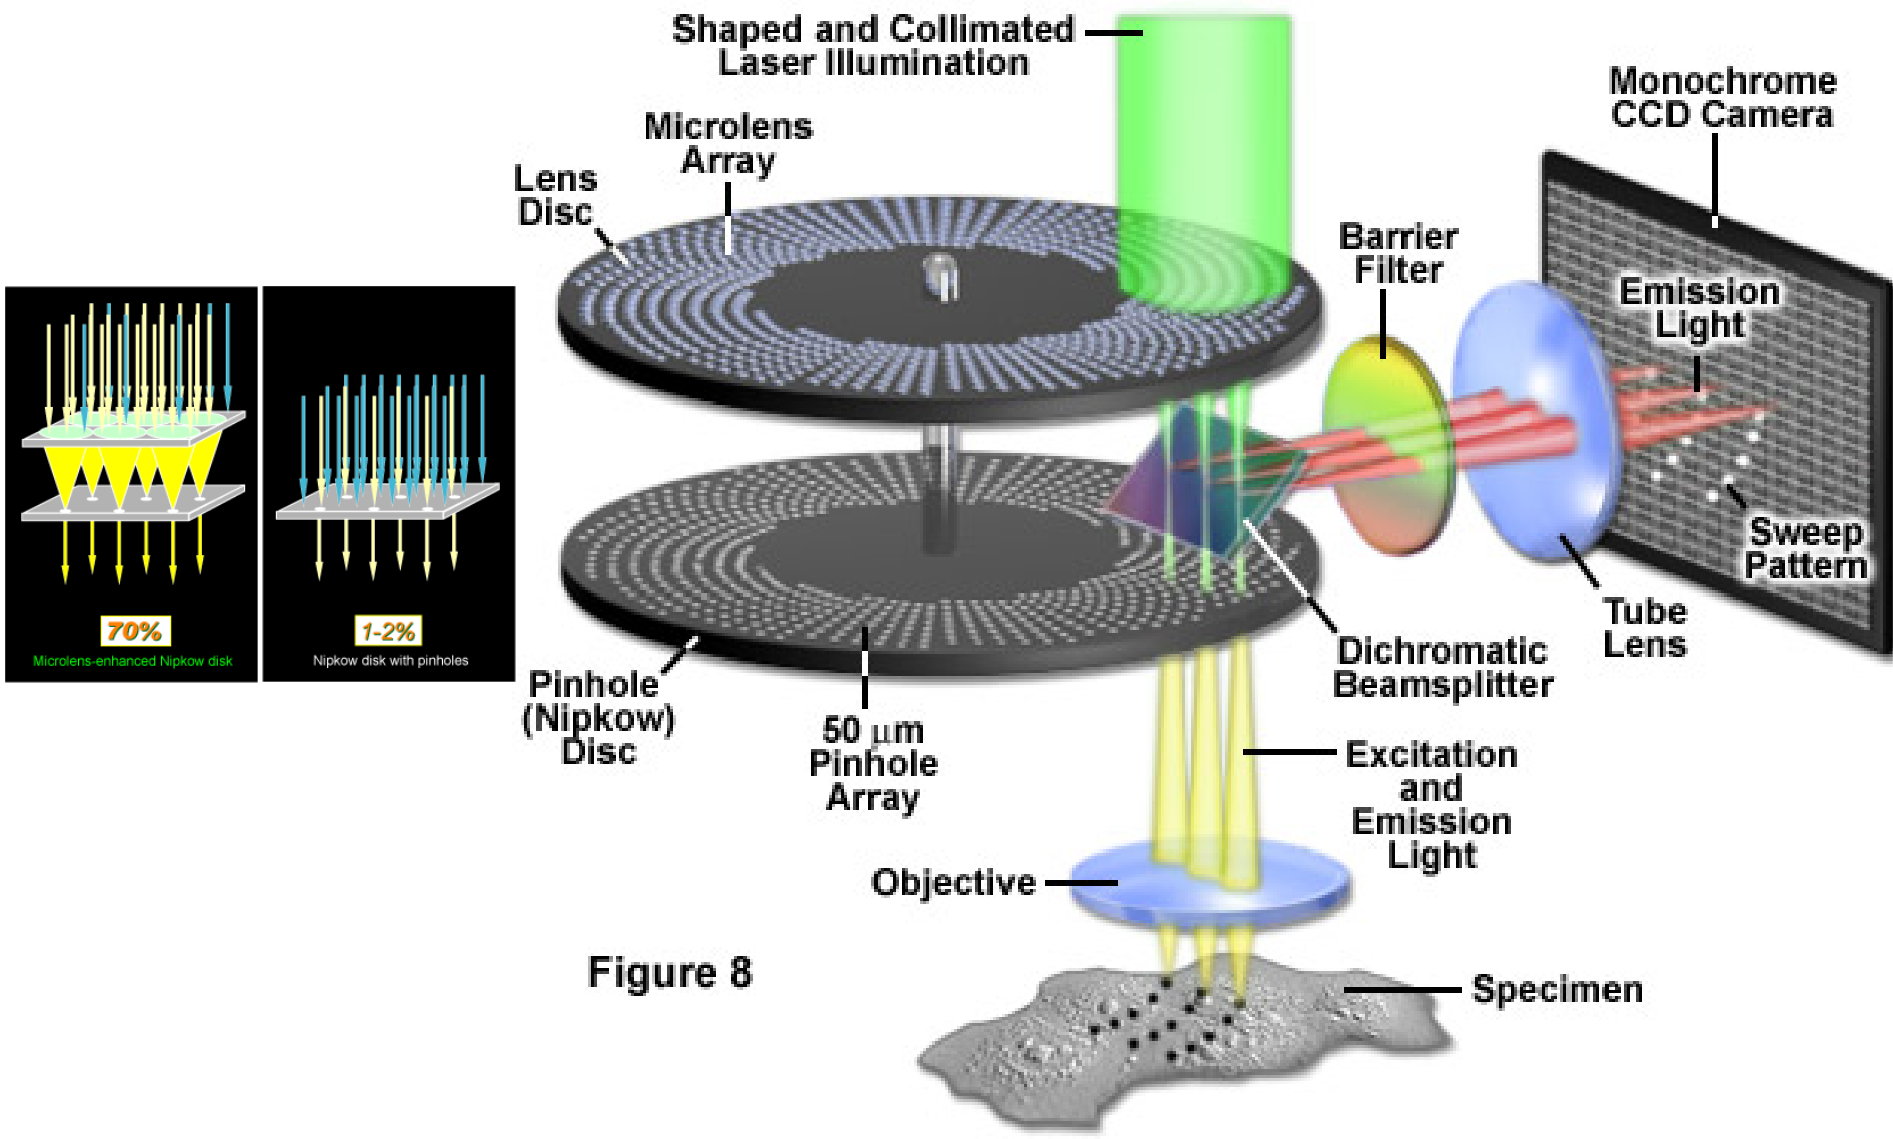 Shaped and Collimated
Laser Illumination
Microlens
Array
Lens
Disc
Monochrome
CCD Camera
Barrier
Filter
Emission
Light
Sweep
Pattern
Tube
Lens
Dichromatic
Beamsplitter
70%
Microlens-enhanced Nipkow disk
1-2%
Nipkow disk with pinholes
Pinhole
(Nipkow)
Disc
50 μm
Pinhole
Array
Excitation
and
Emission
Light
Objective
Figure 8
Specimen